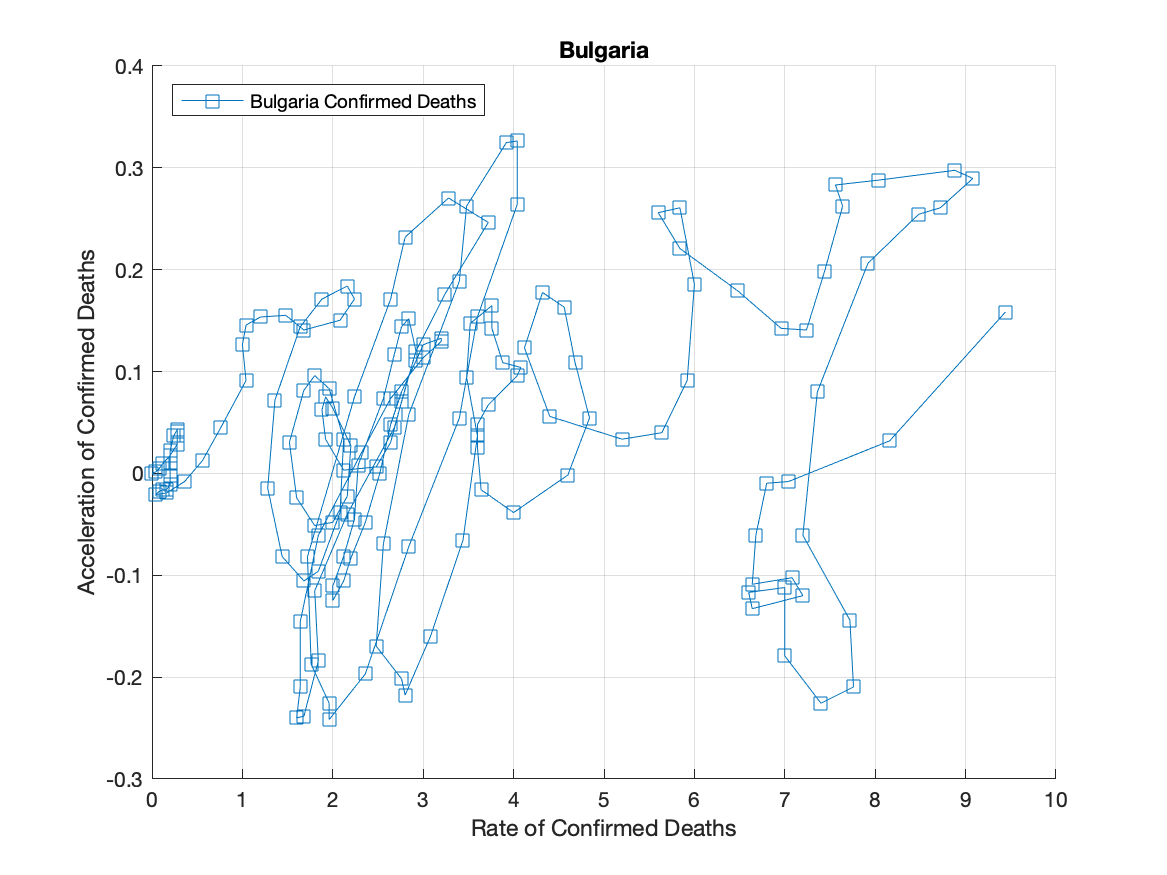 Bulgaria
0.4
Bulgaria Confirmed Deaths
0.3
0.2
0.1
0
-0.1
-0.2
-0.3
Acceleration of Confirmed Deaths
0 1 2 3 4 5 6 7 8 9 10
Rate of Confirmed Deaths